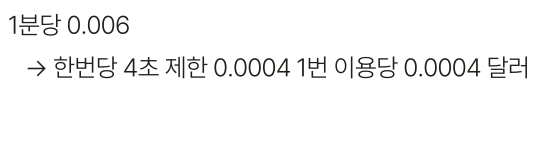 1분당 0.006
→ 한번당 4초 제한 0.0004 1번 이용당 0.0004 달러